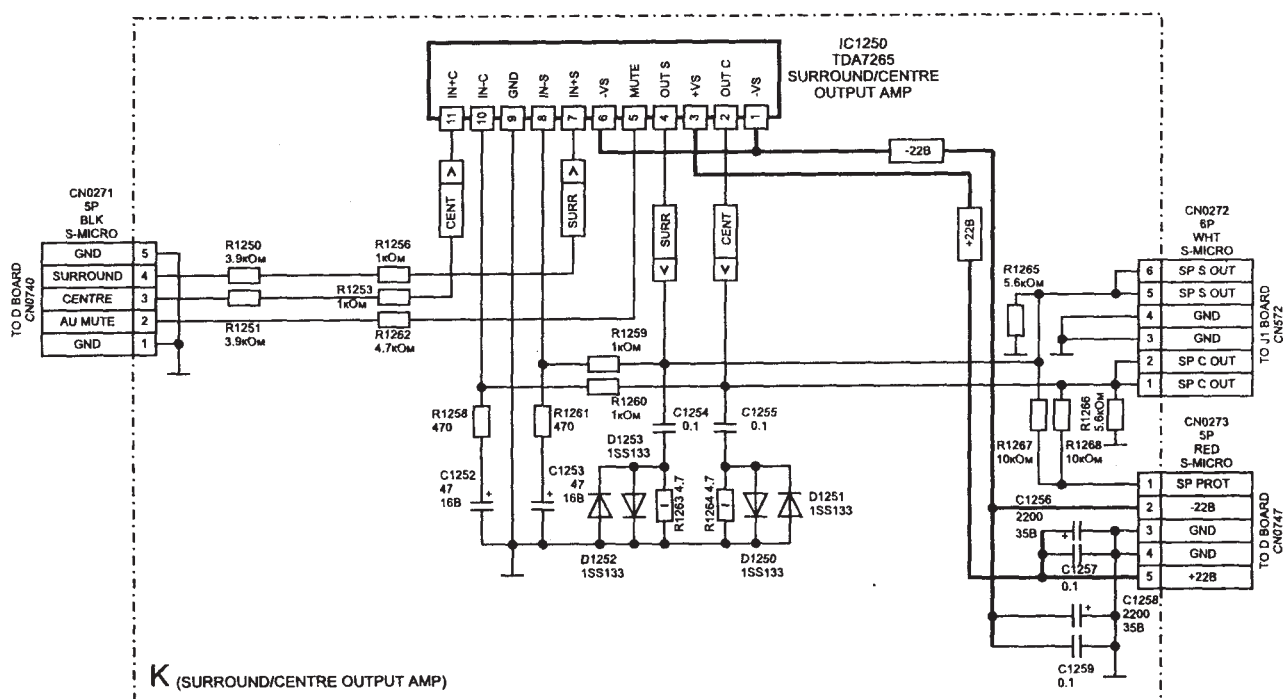 IC1250
TDA7265
SURROUND/CENTRE
OUTPUT AMP
IN+C
IN-C
GND
IN-S
IN+S
-VS
MUTE
OUT S
+VS
OUT C
-VS
11
10
9
8
7
6
5
4
3
2
1
CENT
SURR
SURR
CENT
-22В
+22В
CN0271
5P
BLK
S-MICRO
TO D BOARD
CN0740
GND 5
SURROUND 4
CENTRE 3
AU MUTE 2
GND 1
R1250
3.9кОм
R1256
1кОм
R1253
1кОм
R1251
3.9кОм
R1262
4.7кОм
R1259
1кОм
R1260
1кОм
R1258
470
R1261
470
C1254
0.1
C1255
0.1
D1253
1SS133
C1252
47
16В
C1253
47
16В
R1263 4.7
R1264 4.7
D1251
1SS133
D1252
1SS133
D1250
1SS133
R1265
5.6кОм
R1266
5.6кОм
R1267
10кОм
R1268
10кОм
CN0272
6P
WHT
S-MICRO
6 SP S OUT
5 SP S OUT
4 GND
3 GND
2 SP C OUT
1 SP C OUT
TO J1 BOARD
CN572
CN0273
5P
RED
S-MICRO
1 SP PROT
2 -22В
3 GND
4 GND
5 +22В
TO D BOARD
CN0747
C1256
2200
35В
C1257
0.1
C1258
2200
35В
C1259
0.1
K (SURROUND/CENTRE OUTPUT AMP)